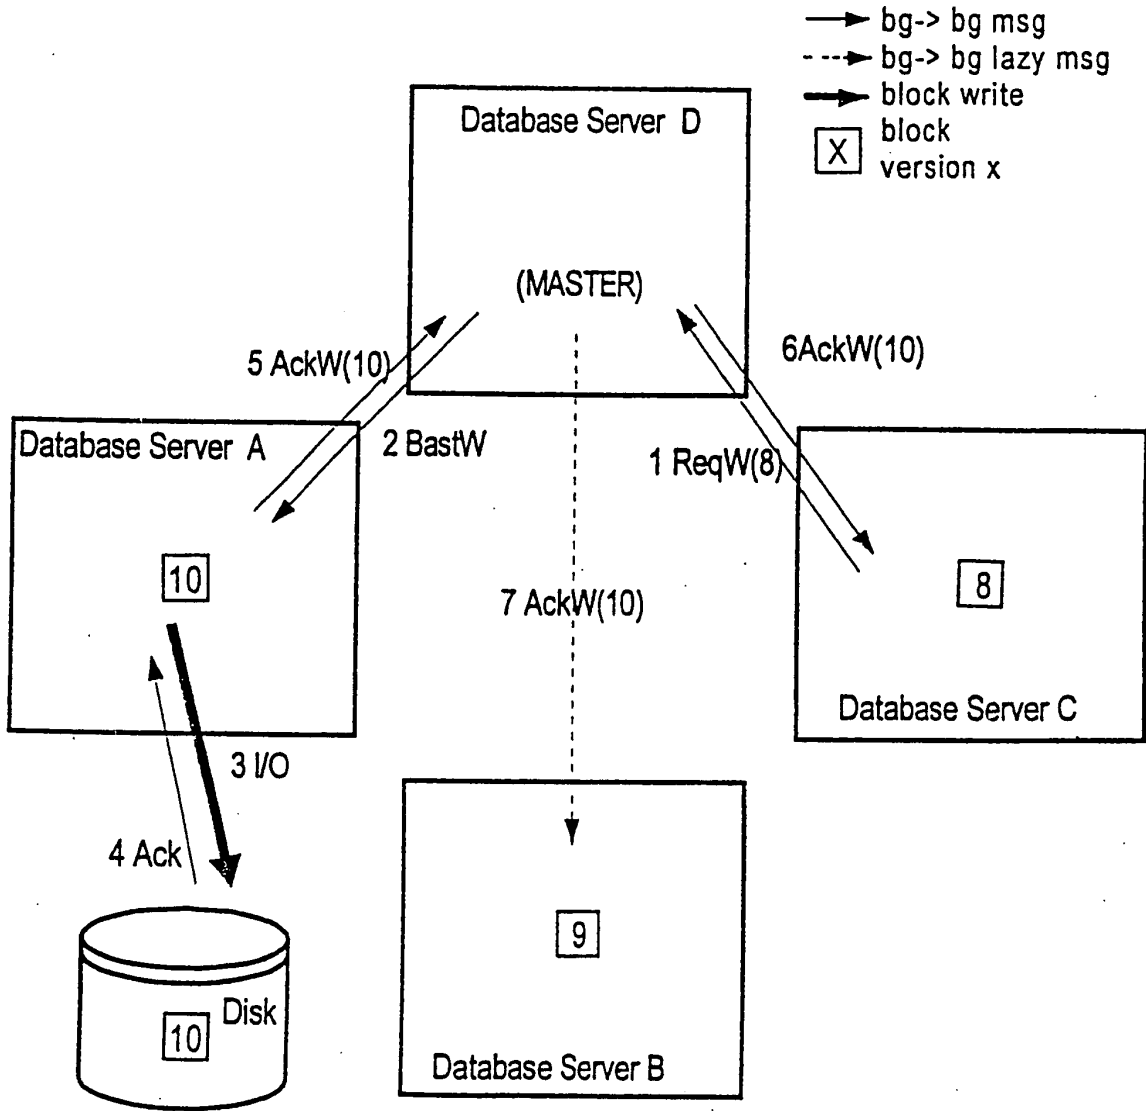 bg-> bg msg
bg-> bg lazy msg
block write
X
block
version x
Database Server D
(MASTER)
5 AckW(10)
6AckW(10)
Database Server A
2 BastW
1 ReqW(8)
10
8
7 AckW(10)
Database Server C
3 I/O
4 Ack
9
Disk
10
Database Server B